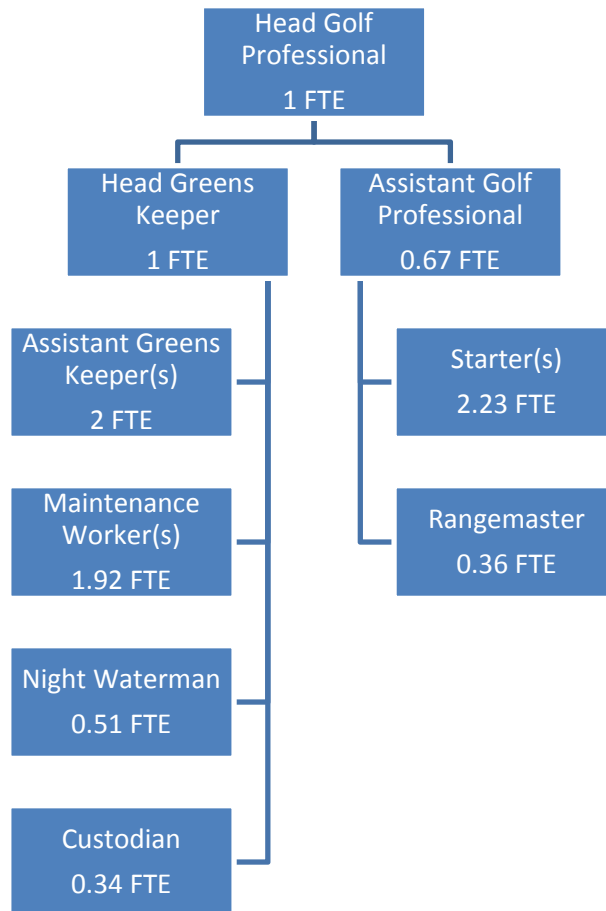 Head Golf
Professional
1 FTE
Head Greens
Keeper
1 FTE
Assistant Golf
Professional
0.67 FTE
Assistant Greens
Keeper(s)
2 FTE
Starter(s)
2.23 FTE
Maintenance
Worker(s)
1.92 FTE
Rangemaster
0.36 FTE
Night Waterman
0.51 FTE
Custodian
0.34 FTE